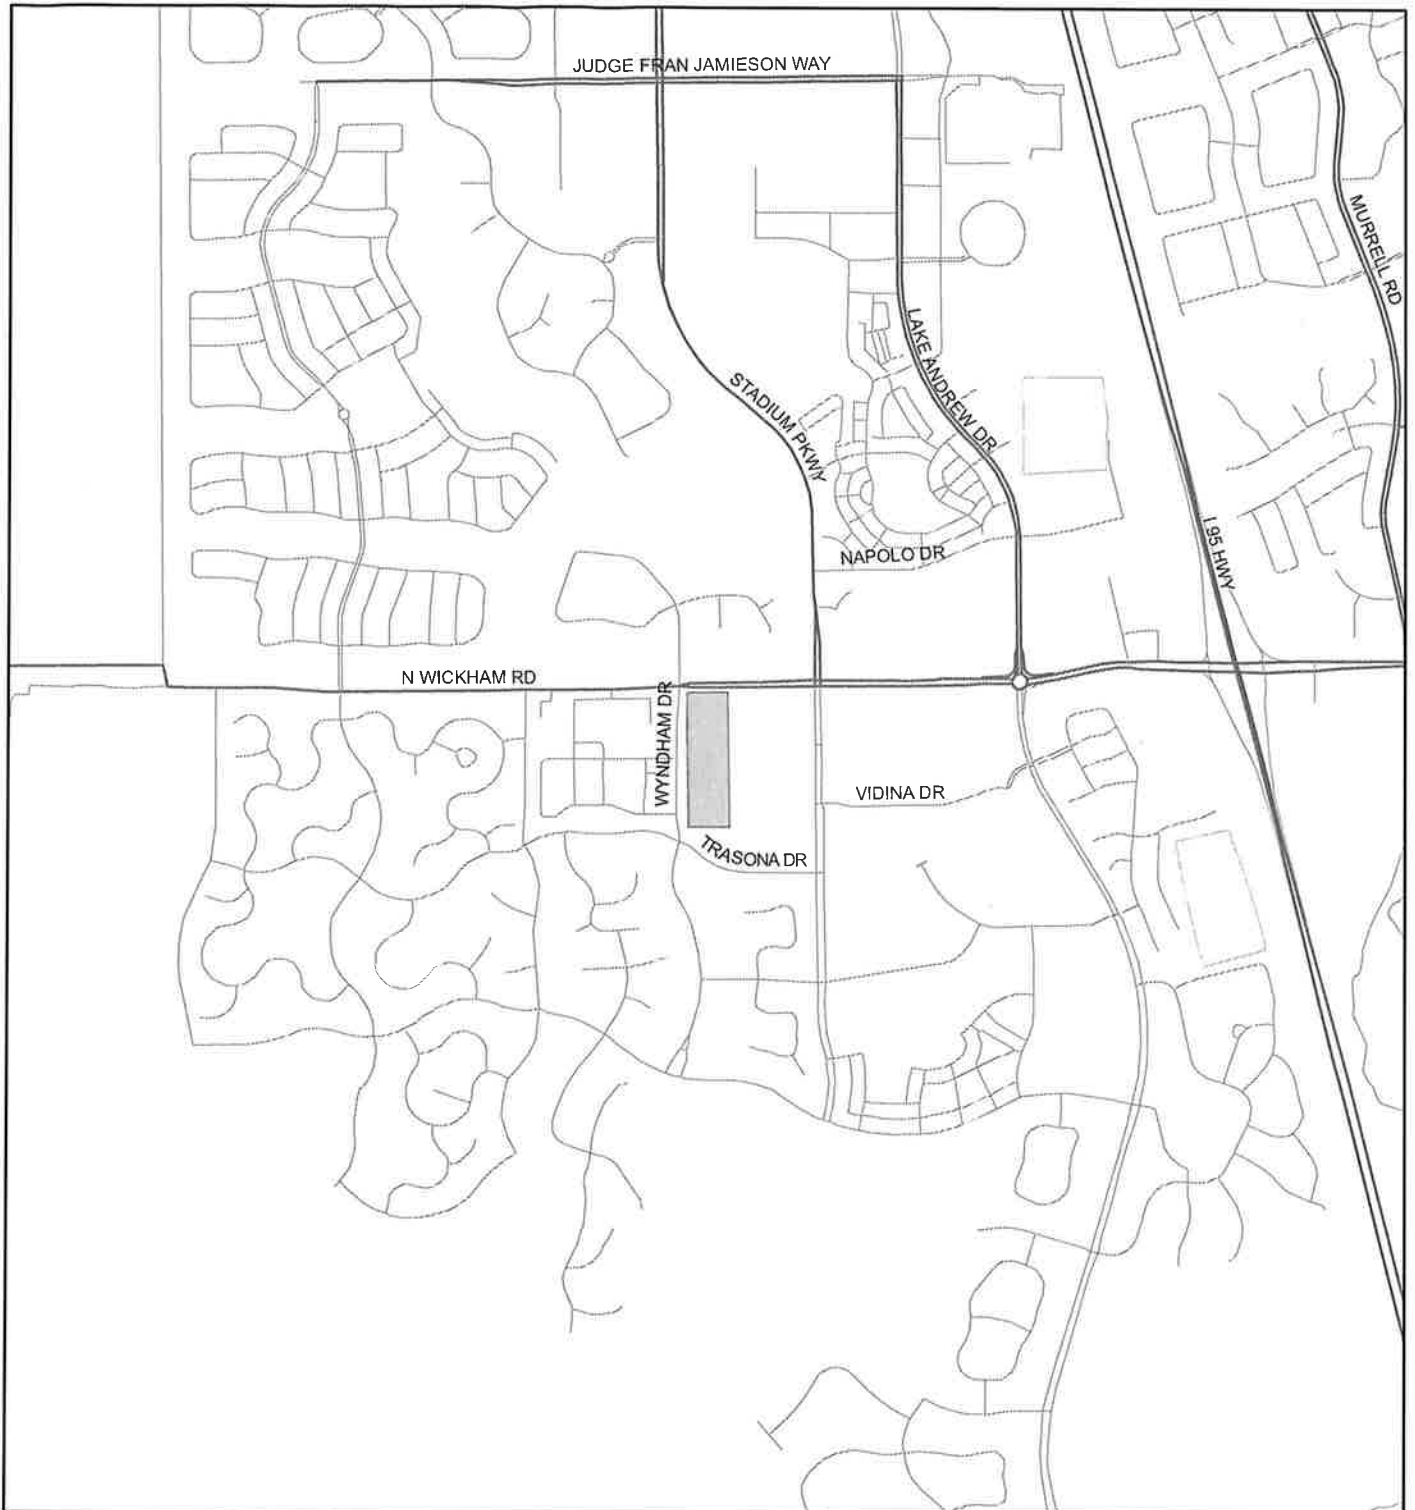 JUDGE FRAN JAMIESON WAY
MURRELL RD
LAKE ANDREW DR
STADIUM PKWY
I 95 HWY
NAPOLO DR
N WICKHAM RD
WYNDHAM DR
VIDINA DR
TRASONA DR